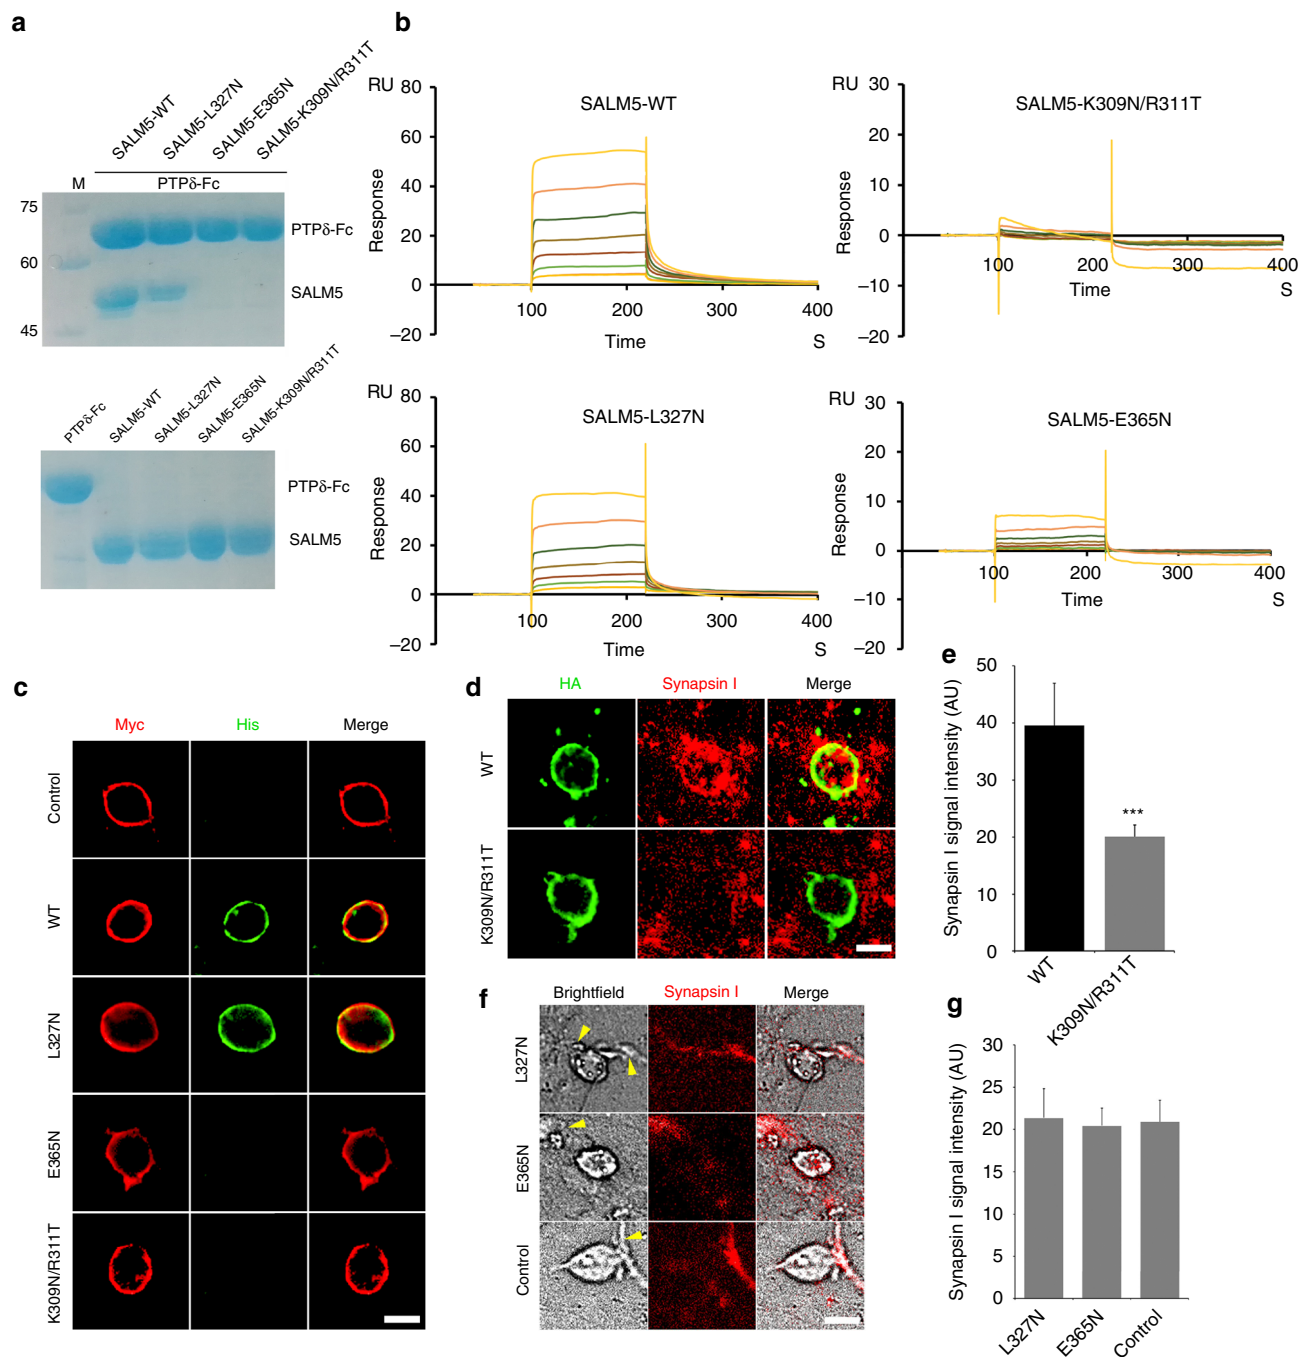 a
SALM5-WT
SALM5-L327N
SALM5-E365N
SALM5-K309N/R311T
M
PTPδ-Fc
75
60
45
PTPδ-Fc
SALM5
PTPδ-Fc
SALM5-WT
SALM5-L327N
SALM5-E365N
SALM5-K309N/R311T
PTPδ-Fc
SALM5
b
RU
80
60
40
20
0
–20
Response
SALM5-WT
100
200
300
400
Time
S
RU
30
20
10
0
–10
–20
Response
SALM5-K309N/R311T
100
200
300
400
Time
S
RU
80
60
40
20
0
–20
Response
SALM5-L327N
100
200
300
400
Time
S
RU
30
20
10
0
–10
–20
Response
SALM5-E365N
100
200
300
400
Time
S
c
Myc
His
Merge
Control
WT
L327N
E365N
K309N/R311T
d
HA
Synapsin I
Merge
WT
K309N/R311T
e
Synapsin I signal intensity (AU)
50
40
30
20
10
0
***
WT
K309N/R311T
f
Brightfield
Synapsin I
Merge
L327N
E365N
Control
g
Synapsin I signal intensity (AU)
30
25
20
15
10
5
0
L327N
E365N
Control